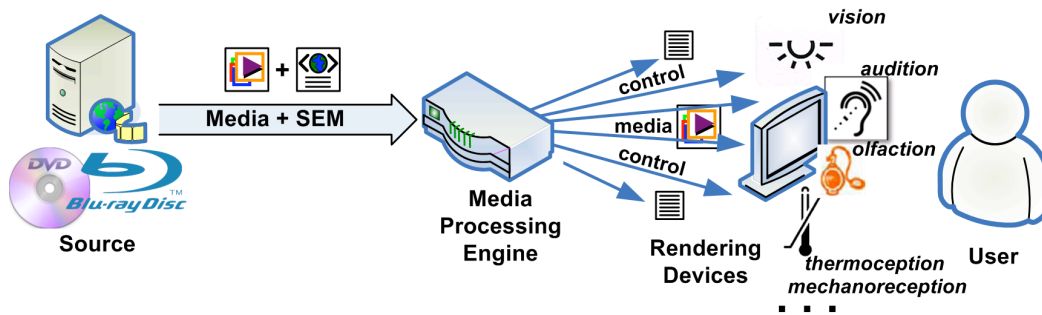 vision
audition
control
+
Media + SEM
media
olfaction
control
DVD
TM
Blu-ray Disc
Media
Processing
Engine
Source
Rendering
Devices
User
thermoception
mechanoreception
. . .